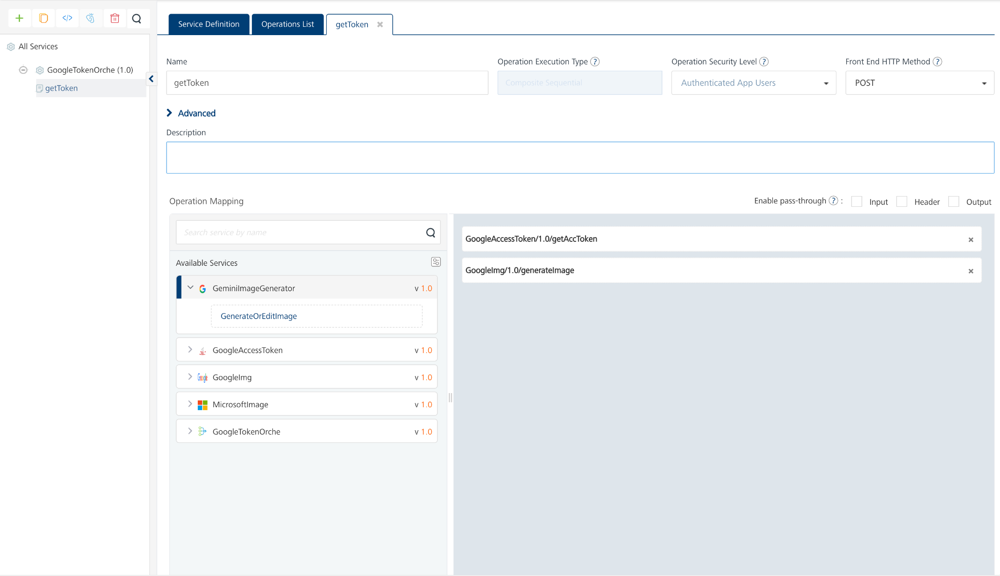 All Services
GoogleTokenOrche (1.0)
getToken
Service Definition
Operations List
getToken
Name
Operation Execution Type ?
Operation Security Level ?
Front End HTTP Method ?
getToken
Composite Sequential
Authenticated App Users
POST
Advanced
Description
Operation Mapping
Enable pass-through ? :
Input
Header
Output
Search service by name
Available Services
GeminiImageGenerator
v 1.0
GenerateOrEditImage
GoogleAccessToken
v 1.0
Google
GoogleImg
v 1.0
MicrosoftImage
v 1.0
GoogleTokenOrche
v 1.0
GoogleAccessToken/1.0/getAccToken
GoogleImg/1.0/generateImage